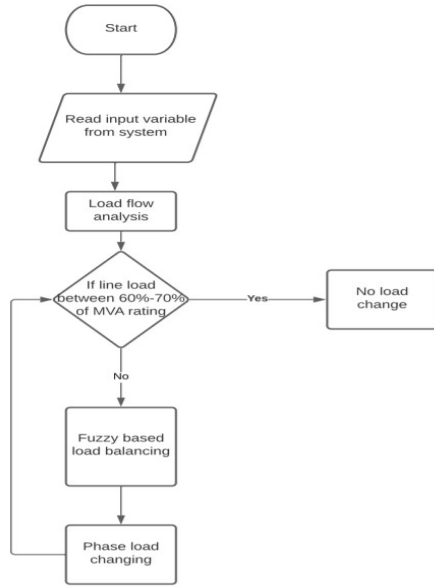 Start
Read input variable
from system
Load flow
analysis
If line load
between 60%-70%
of MVA rating
Yes
No load
change
No
Fuzzy based
load balancing
Phase load
changing